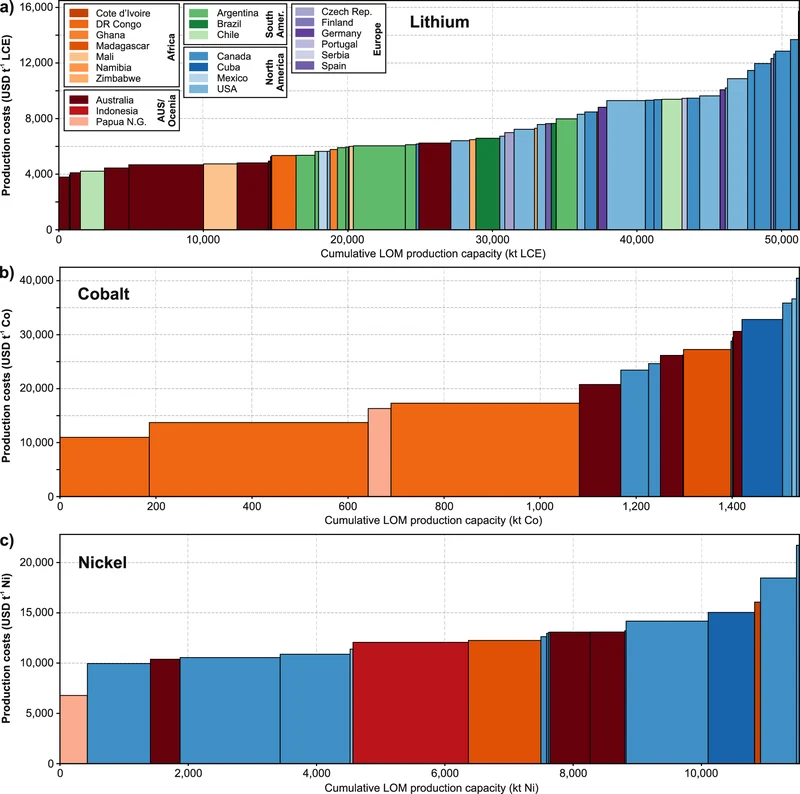 a)
Lithium
Production costs (USD t⁻¹ LCE)
16,000
12,000
8,000
4,000
0
Cote d'Ivoire
DR Congo
Ghana
Madagascar
Mali
Namibia
Zimbabwe
Africa
Australia
Indonesia
Papua N.G.
AUS/
Ocenia
Argentina
Brazil
Chile
South
Amer.
Canada
Cuba
Mexico
USA
North
America
Czech Rep.
Finland
Germany
Portugal
Serbia
Spain
Europe
0 10,000 20,000 30,000 40,000 50,000
Cumulative LOM production capacity (kt LCE)
b)
Cobalt
Production costs (USD t⁻¹ Co)
40,000
30,000
20,000
10,000
0
0 200 400 600 800 1,000 1,200 1,400
Cumulative LOM production capacity (kt Co)
c)
Nickel
Production costs (USD t⁻¹ Ni)
20,000
15,000
10,000
5,000
0
0 2,000 4,000 6,000 8,000 10,000
Cumulative LOM production capacity (kt Ni)